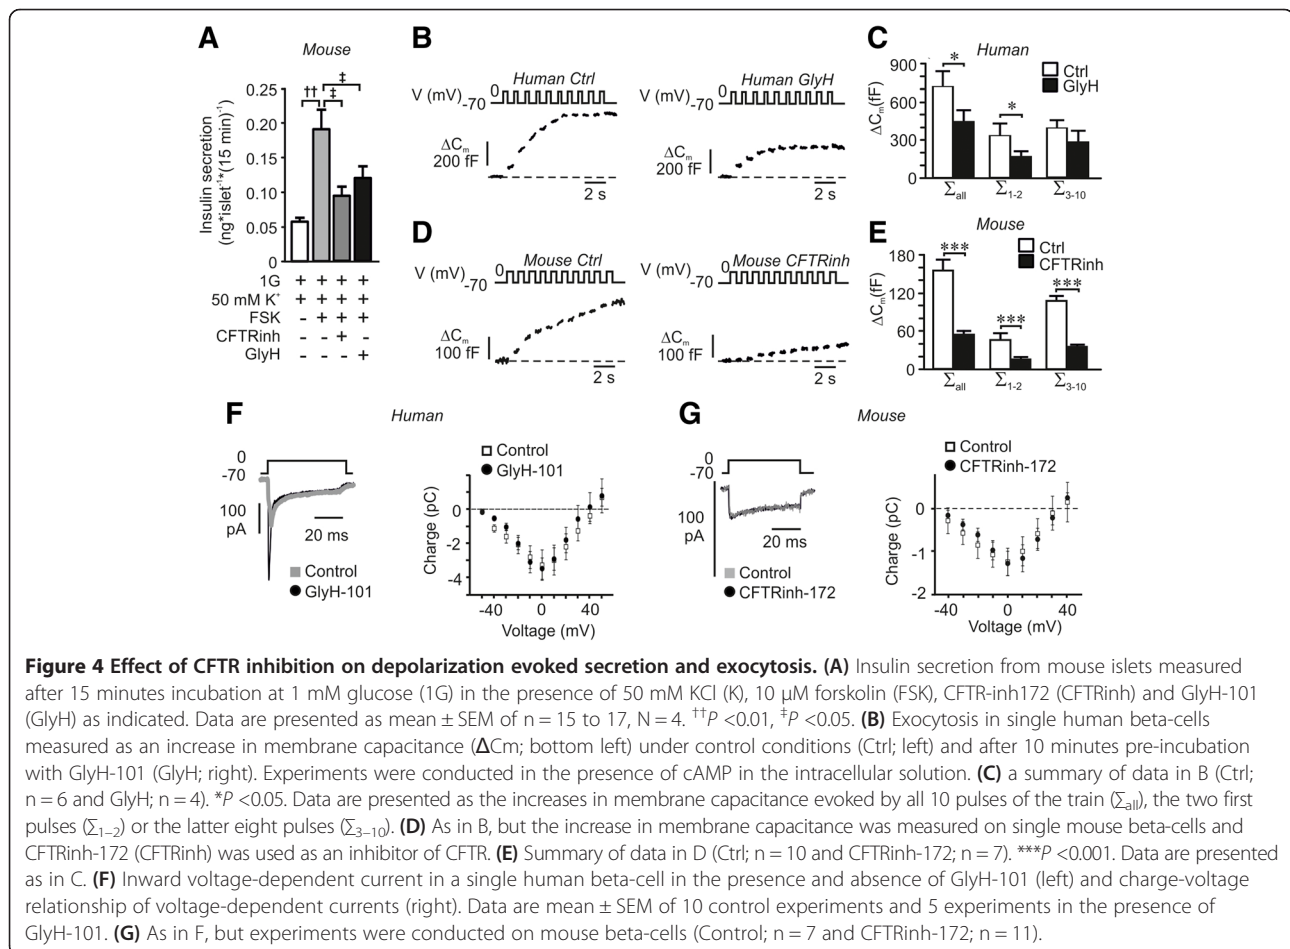 A
Mouse
Insulin secretion
(ng*islet⁻¹*(15 min)⁻¹
0.25
0.20
0.15
0.10
0.05
0
††
‡
‡
1G + + + +
50 mM K⁺ + + + +
FSK - + + +
CFTRinh - - + -
GlyH - - - +
B
Human Ctrl
V (mV)
0
-70
ΔCm
200 fF
2 s
Human GlyH
V (mV)
0
-70
ΔCm
200 fF
2 s
C
Human
Ctrl
GlyH
ΔCm(fF)
900
600
300
0
*
*
Σall Σ1-2 Σ3-10
D
Mouse Ctrl
V (mV)
0
-70
ΔCm
100 fF
2 s
Mouse CFTRinh
V (mV)
0
-70
ΔCm
100 fF
2 s
E
Mouse
Ctrl
CFTRinh
ΔCm(fF)
180
120
60
0
***
***
***
Σall Σ1-2 Σ3-10
F
Human
0
-70
100
pA
20 ms
Control
GlyH-101
Control
GlyH-101
Charge (pC)
0
-2
-4
-40 0 40
Voltage (mV)
G
Mouse
0
-70
100
pA
20 ms
Control
CFTRinh-172
Control
CFTRinh-172
Charge (pC)
0
-1
-2
-40 0 40
Voltage (mV)
Figure 4 Effect of CFTR inhibition on depolarization evoked secretion and exocytosis. (A) Insulin secretion from mouse islets measured
after 15 minutes incubation at 1 mM glucose (1G) in the presence of 50 mM KCl (K), 10 μM forskolin (FSK), CFTR-inh172 (CFTRinh) and GlyH-101
(GlyH) as indicated. Data are presented as mean ± SEM of n = 15 to 17, N = 4. ††P <0.01, ‡P <0.05. (B) Exocytosis in single human beta-cells
measured as an increase in membrane capacitance (ΔCm; bottom left) under control conditions (Ctrl; left) and after 10 minutes pre-incubation
with GlyH-101 (GlyH; right). Experiments were conducted in the presence of cAMP in the intracellular solution. (C) a summary of data in B (Ctrl;
n = 6 and GlyH; n = 4). *P <0.05. Data are presented as the increases in membrane capacitance evoked by all 10 pulses of the train (Σall), the two first
pulses (Σ1–2) or the latter eight pulses (Σ3–10). (D) As in B, but the increase in membrane capacitance was measured on single mouse beta-cells and
CFTRinh-172 (CFTRinh) was used as an inhibitor of CFTR. (E) Summary of data in D (Ctrl; n = 10 and CFTRinh-172; n = 7). ***P <0.001. Data are presented
as in C. (F) Inward voltage-dependent current in a single human beta-cell in the presence and absence of GlyH-101 (left) and charge-voltage
relationship of voltage-dependent currents (right). Data are mean ± SEM of 10 control experiments and 5 experiments in the presence of
GlyH-101. (G) As in F, but experiments were conducted on mouse beta-cells (Control; n = 7 and CFTRinh-172; n = 11).